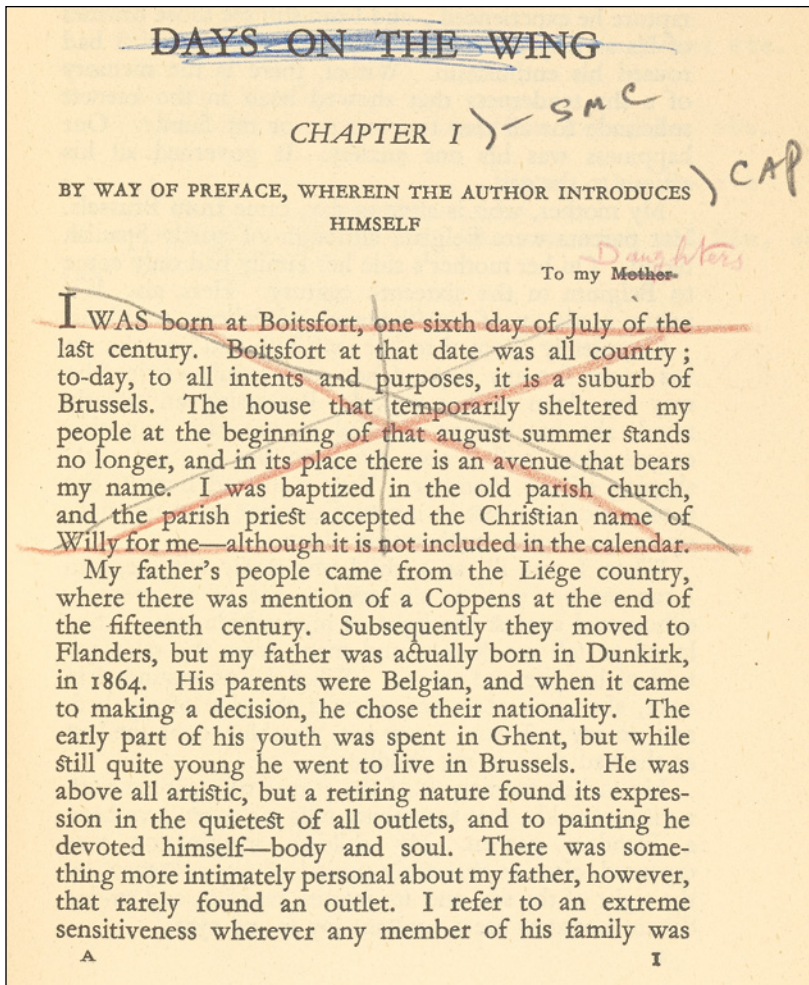 DAYS ON THE WING
CHAPTER I )- SMC
BY WAY OF PREFACE, WHEREIN THE AUTHOR INTRODUCES ) CAP
HIMSELF
Daughters
To my Mother
I WAS born at Boitsfort, one sixth day of July of the
last century. Boitsfort at that date was all country ;
to-day, to all intents and purposes, it is a suburb of
Brussels. The house that temporarily sheltered my
people at the beginning of that august summer stands
no longer, and in its place there is an avenue that bears
my name. I was baptized in the old parish church,
and the parish priest accepted the Christian name of
Willy for me—although it is not included in the calendar.
My father's people came from the Liége country,
where there was mention of a Coppens at the end of
the fifteenth century. Subsequently they moved to
Flanders, but my father was actually born in Dunkirk,
in 1864. His parents were Belgian, and when it came
to making a decision, he chose their nationality. The
early part of his youth was spent in Ghent, but while
still quite young he went to live in Brussels. He was
above all artistic, but a retiring nature found its expres-
sion in the quietest of all outlets, and to painting he
devoted himself—body and soul. There was some-
thing more intimately personal about my father, however,
that rarely found an outlet. I refer to an extreme
sensitiveness wherever any member of his family was
A 1